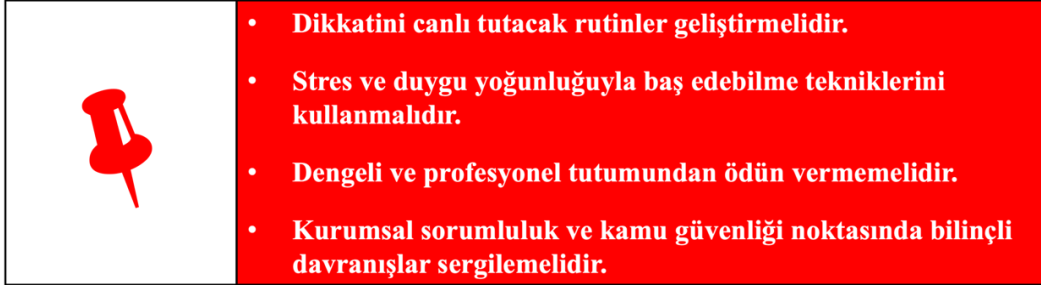 • Dikkatini canlı tutacak rutinler geliştirmelidir.
• Stres ve duygu yoğunluğuyla baş edebilme tekniklerini
kullanmalıdır.
• Dengeli ve profesyonel tutumundan ödün vermemelidir.
• Kurumsal sorumluluk ve kamu güvenliği noktasında bilinçli
davranışlar sergilemelidir.